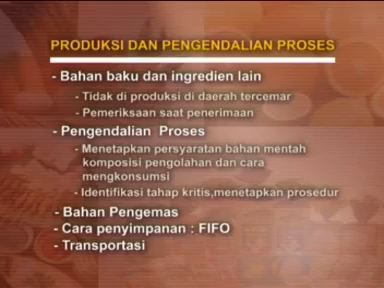 PRODUKSI DAN PENGENDALIAN PROSES
- Bahan baku dan ingredien lain
- Tidak di produksi di daerah tercemar
- Pemeriksaan saat penerimaan
- Pengendalian Proses
- Menetapkan persyaratan bahan mentah
komposisi pengolahan dan cara
mengkonsumsi
- Identifikasi tahap kritis,menetapkan prosedur
- Bahan Pengemas
- Cara penyimpanan : FIFO
- Transportasi